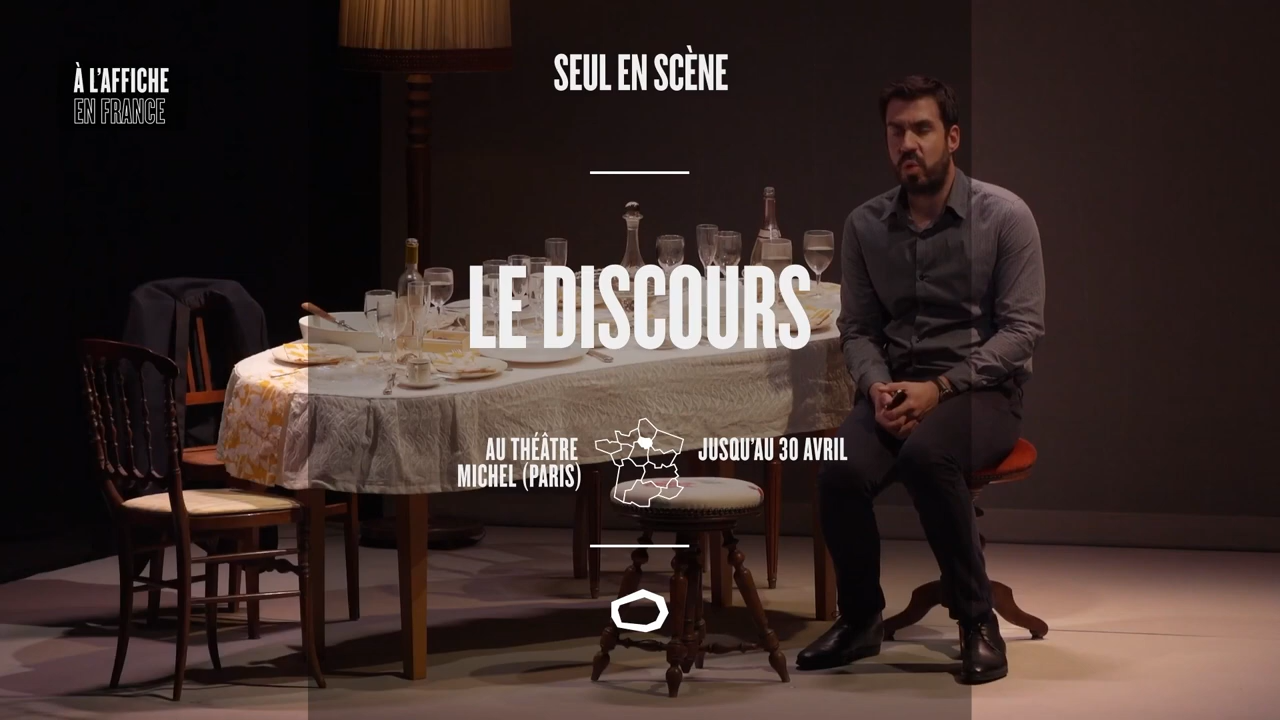 À L'AFFICHE
EN FRANCE
SEUL EN SCÈNE
LE DISCOURS
AU THÉÂTRE
MICHEL (PARIS)
JUSQU'AU 30 AVRIL